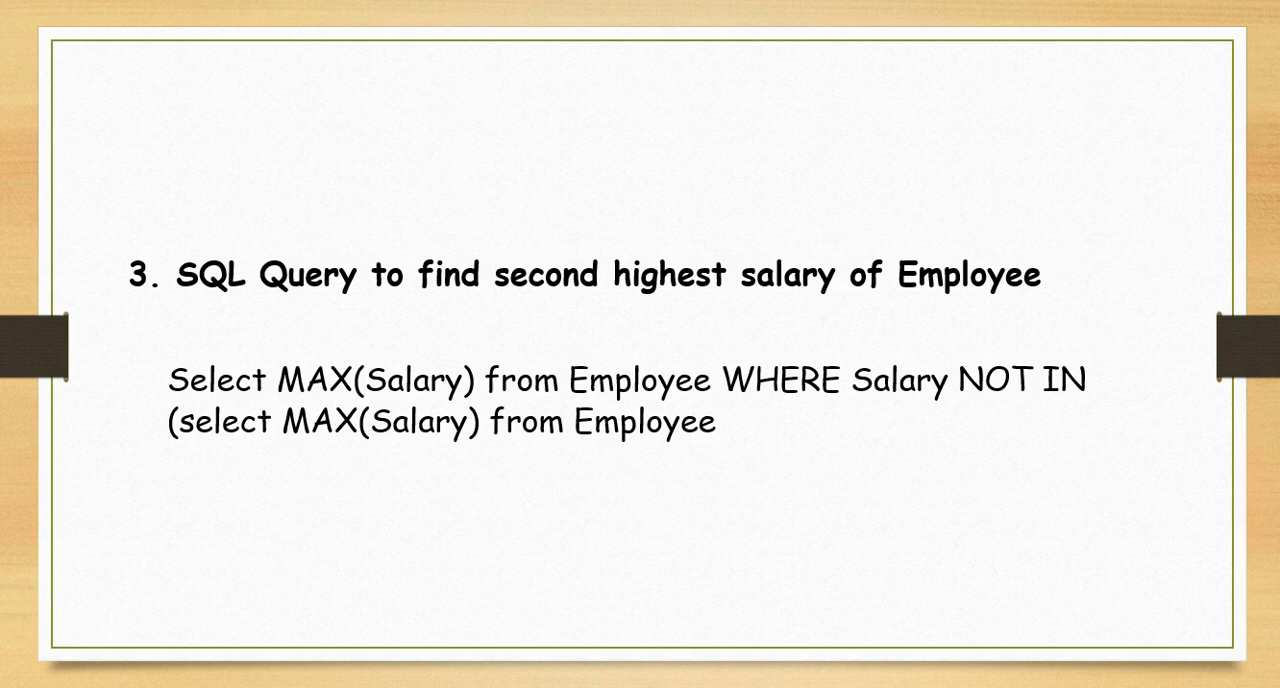 3. SQL Query to find second highest salary of Employee
Select MAX(Salary) from Employee WHERE Salary NOT IN
(select MAX(Salary) from Employee